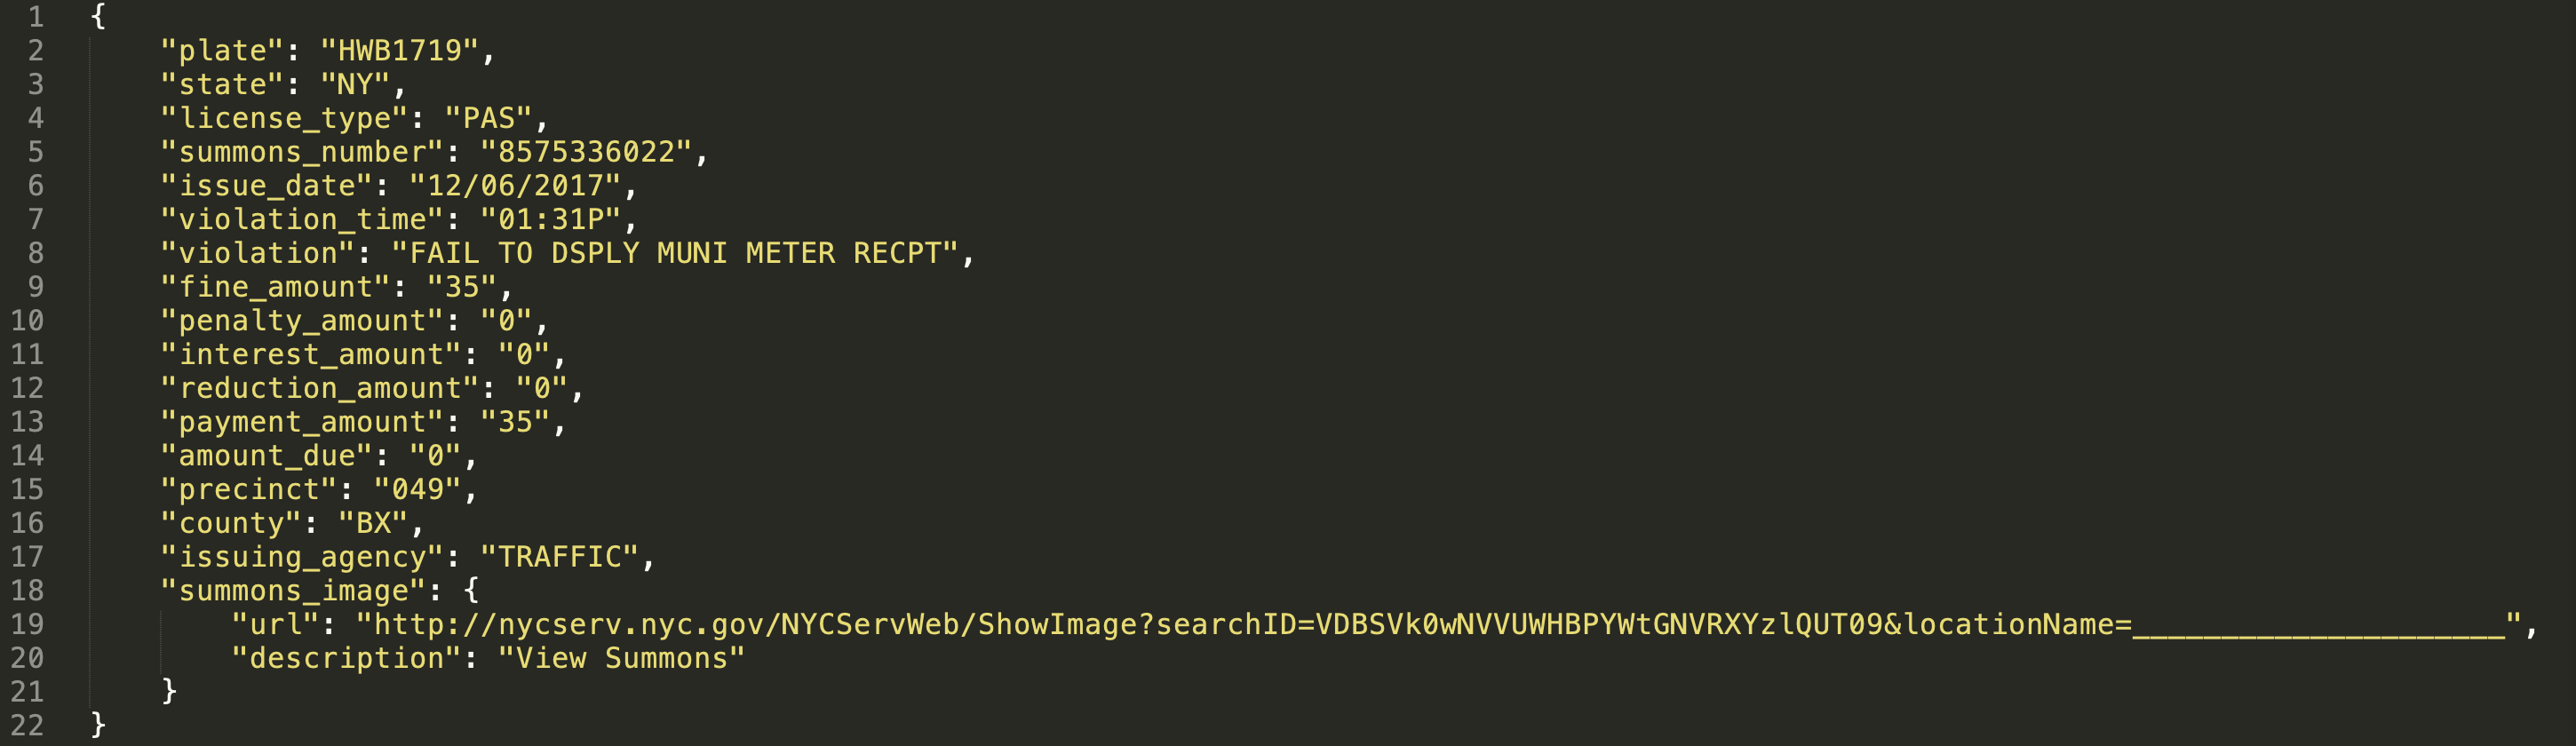 1 {
2 "plate": "HWB1719",
3 "state": "NY",
4 "license_type": "PAS",
5 "summons_number": "8575336022",
6 "issue_date": "12/06/2017",
7 "violation_time": "01:31P",
8 "violation": "FAIL TO DSPLY MUNI METER RECPT",
9 "fine_amount": "35",
10 "penalty_amount": "0",
11 "interest_amount": "0",
12 "reduction_amount": "0",
13 "payment_amount": "35",
14 "amount_due": "0",
15 "precinct": "049",
16 "county": "BX",
17 "issuing_agency": "TRAFFIC",
18 "summons_image": {
19 "url": "http://nycserv.nyc.gov/NYCServWeb/ShowImage?searchID=VDBSVk0wNVVUWHBPYWtGNVRXYzlQUT09&locationName=_____________________",
20 "description": "View Summons"
21 }
22 }